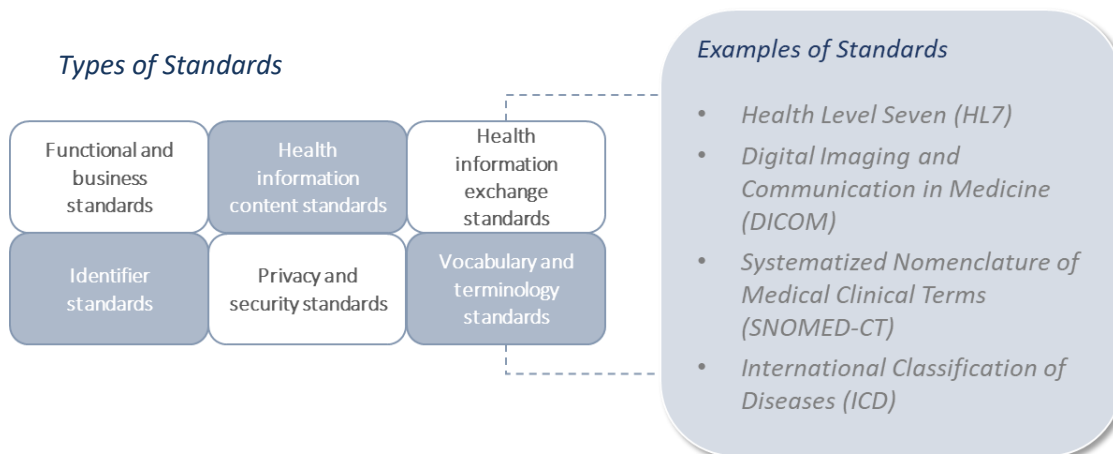 Types of Standards
Functional and
business
standards
Health
information
content standards
Health
information
exchange
standards
Identifier
standards
Privacy and
security standards
Vocabulary and
terminology
standards
Examples of Standards
• Health Level Seven (HL7)
• Digital Imaging and
Communication in Medicine
(DICOM)
• Systematized Nomenclature of
Medical Clinical Terms
(SNOMED-CT)
• International Classification of
Diseases (ICD)